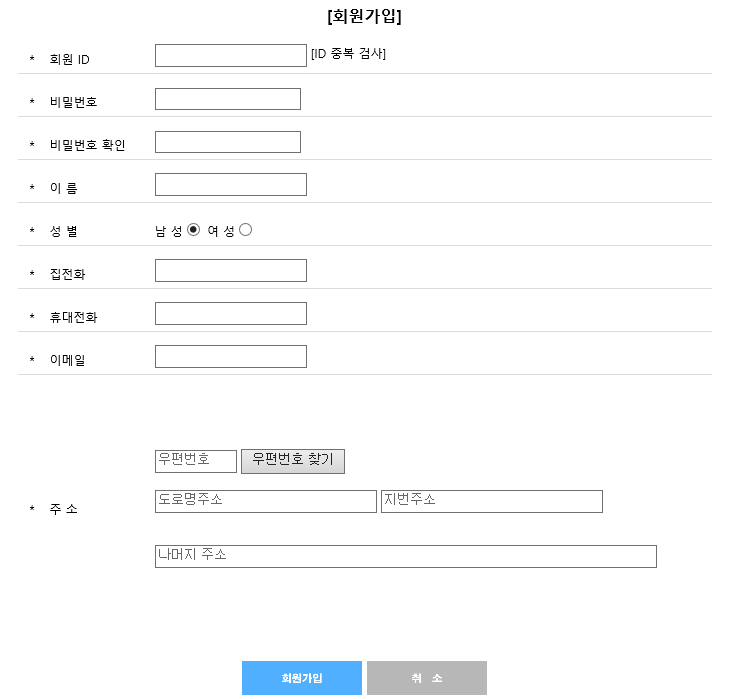 [회원가입]
* 회원 ID [ID 중복 검사]
* 비밀번호
* 비밀번호 확인
* 이 름
* 성 별 남 성 여 성
* 집전화
* 휴대전화
* 이메일
우편번호 우편번호 찾기
도로명주소 지번주소
* 주 소
나머지 주소
회원가입 취 소